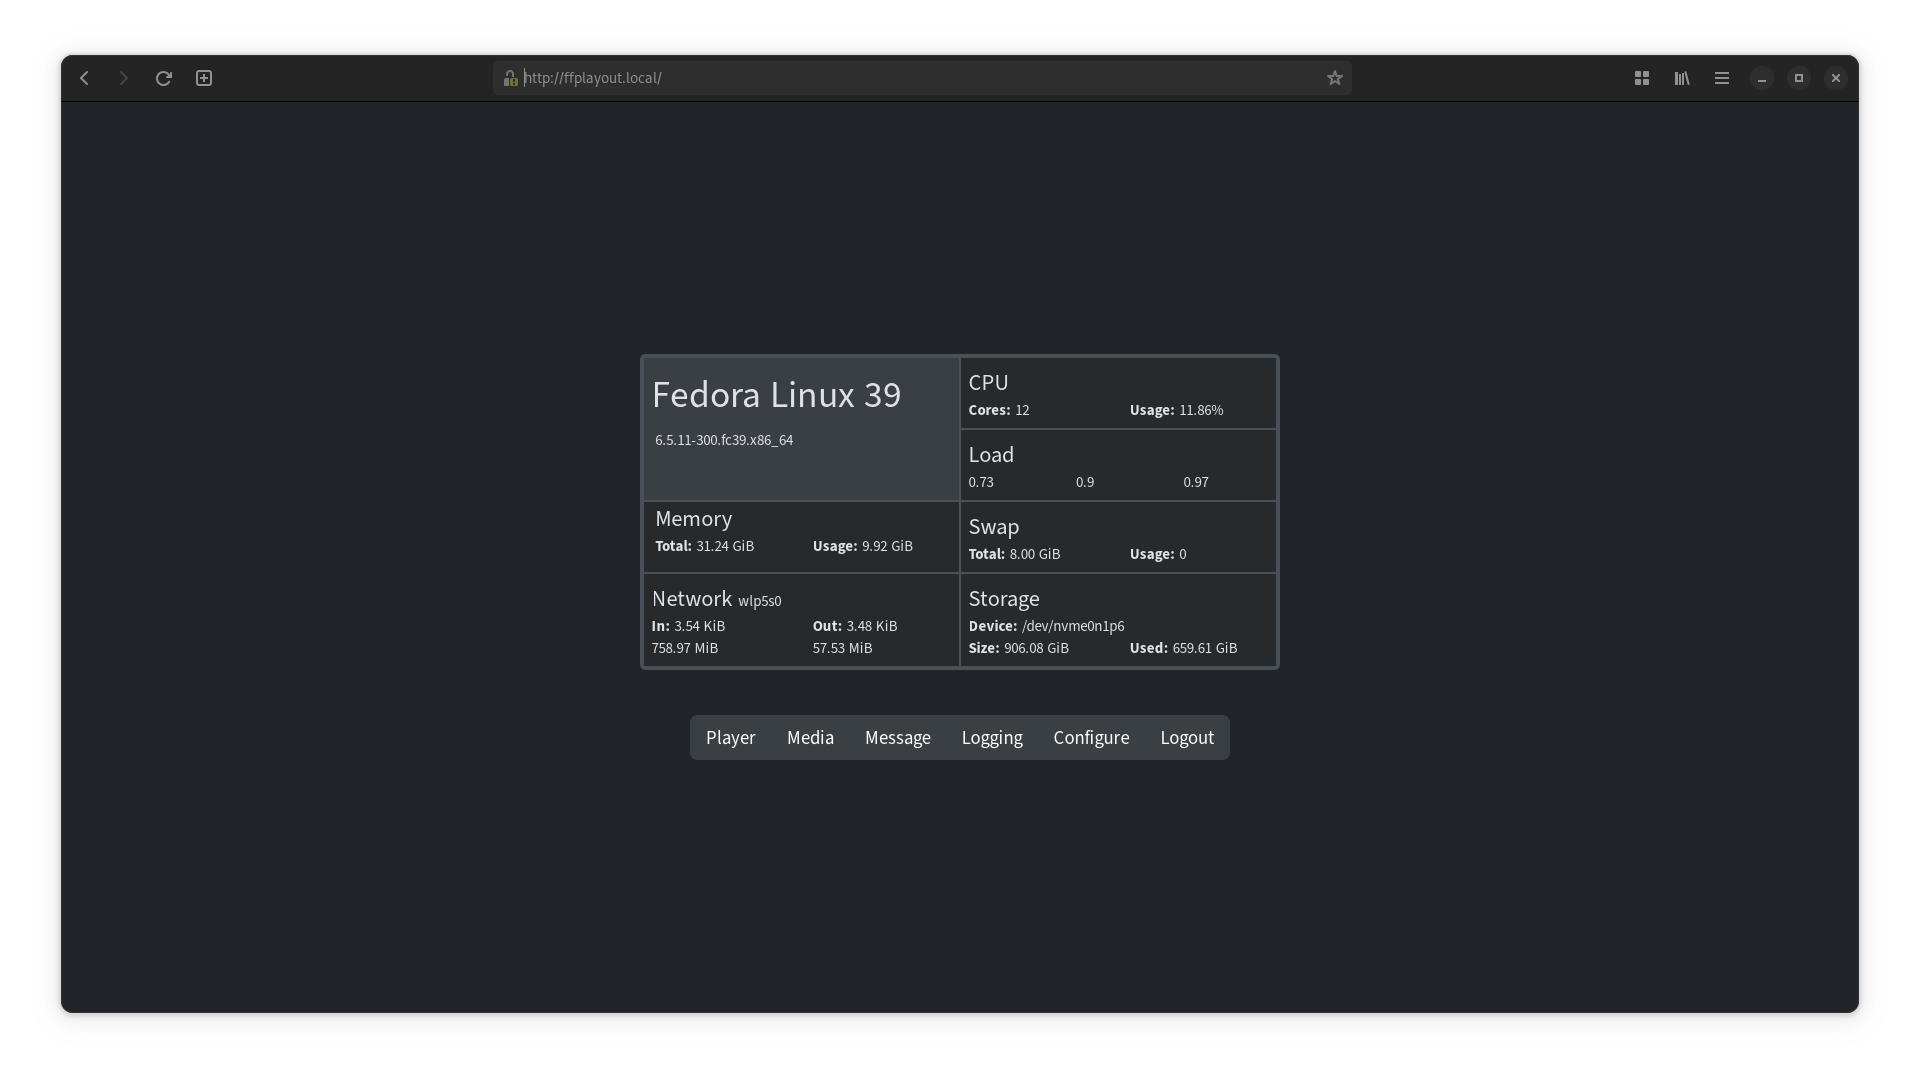 http://ffplayout.local/
Fedora Linux 39
6.5.11-300.fc39.x86_64
CPU
Cores: 12 Usage: 11.86%
Load
0.73 0.9 0.97
Memory
Total: 31.24 GiB Usage: 9.92 GiB
Swap
Total: 8.00 GiB Usage: 0
Network wlp5s0
In: 3.54 KiB Out: 3.48 KiB
758.97 MiB 57.53 MiB
Storage
Device: /dev/nvme0n1p6
Size: 906.08 GiB Used: 659.61 GiB
Player Media Message Logging Configure Logout